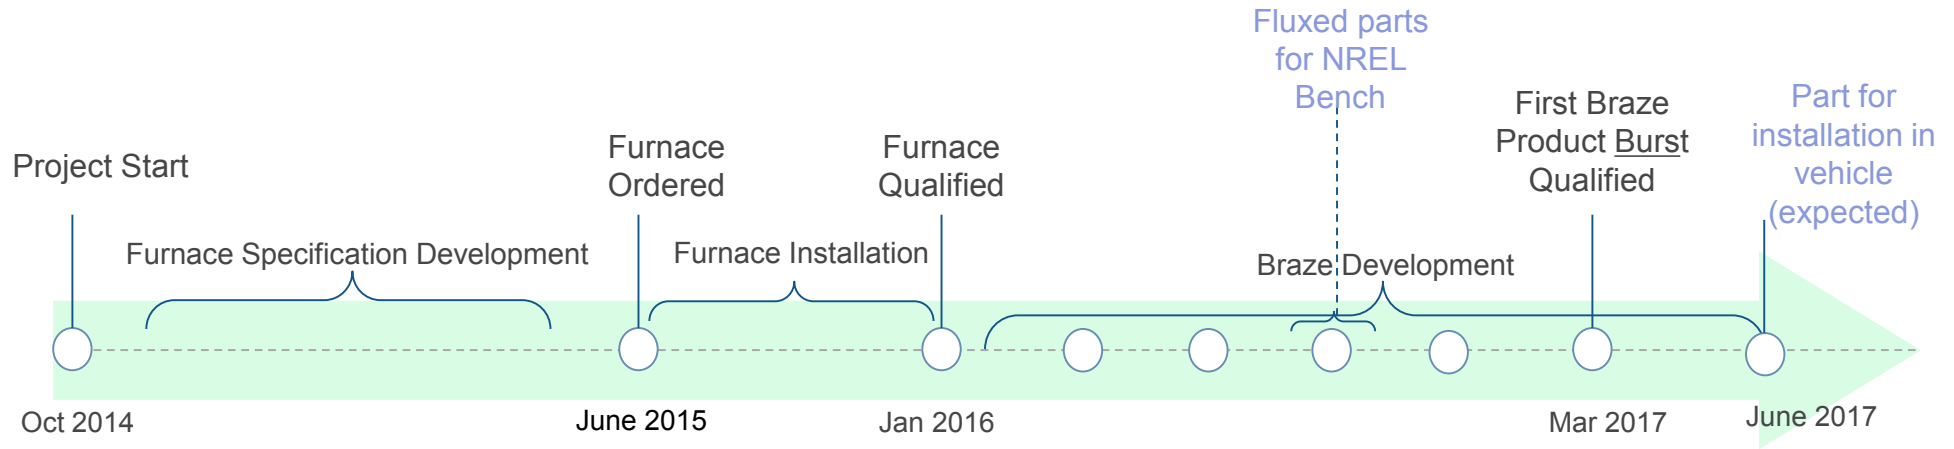 Fluxed parts
for NREL
Bench
First Braze
Product Burst
Qualified
Part for
installation in
vehicle
(expected)
Project Start
Furnace
Ordered
Furnace
Qualified
Furnace Specification Development
Furnace Installation
Braze Development
Oct 2014
June 2015
Jan 2016
Mar 2017
June 2017